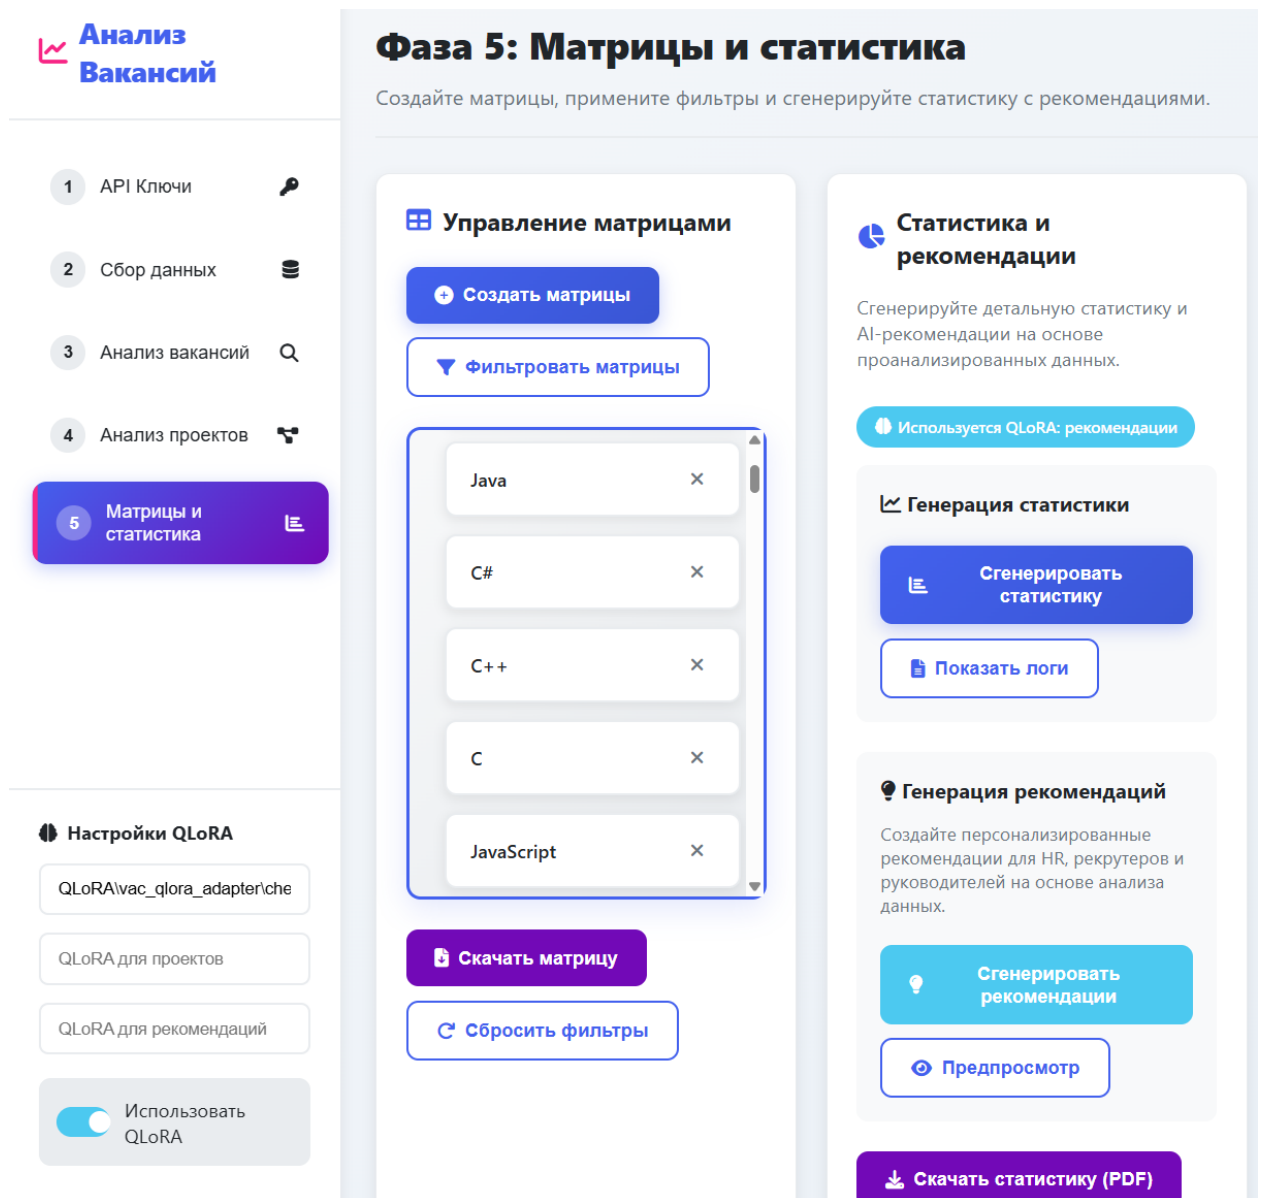 Анализ
Вакансий
1 API Ключи
2 Сбор данных
3 Анализ вакансий
4 Анализ проектов
5 Матрицы и
статистика
Настройки QLoRA
QLoRA\vac_qlora_adapter\che
QLoRA для проектов
QLoRA для рекомендаций
Использовать
QLoRA
Фаза 5: Матрицы и статистика
Создайте матрицы, примените фильтры и сгенерируйте статистику с рекомендациями.
Управление матрицами
Создать матрицы
Фильтровать матрицы
Java
C#
C++
C
JavaScript
Скачать матрицу
Сбросить фильтры
Статистика и
рекомендации
Сгенерируйте детальную статистику и
AI-рекомендации на основе
проанализированных данных.
Используется QLoRA: рекомендации
Генерация статистики
Сгенерировать
статистику
Показать логи
Генерация рекомендаций
Создайте персонализированные
рекомендации для HR, рекрутеров и
руководителей на основе анализа
данных.
Сгенерировать
рекомендации
Предпросмотр
Скачать статистику (PDF)